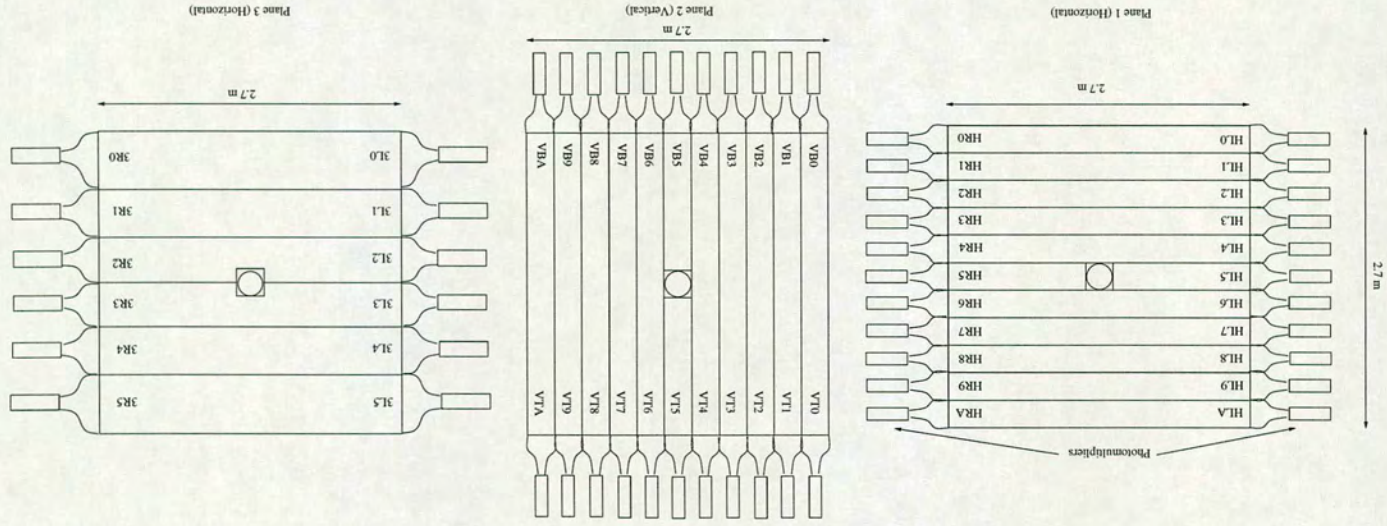 Photomultipliers
HLA HRA
HL9 HR9
HL8 HR8
HL7 HR7
HL6 HR6
HL5 HR5
HL4 HR4
HL3 HR3
HL2 HR2
HL1 HR1
HL0 HR0
2.7 m
2.7 m
Plane 1 (Horizontal)
VT0 VT1 VT2 VT3 VT4 VT5 VT6 VT7 VT8 VT9 VTA
VB0 VB1 VB2 VB3 VB4 VB5 VB6 VB7 VB8 VB9 VBA
2.7 m
Plane 2 (Vertical)
3L5 3R5
3L4 3R4
3L3 3R3
3L2 3R2
3L1 3R1
3L0 3R0
2.7 m
Plane 3 (Horizontal)